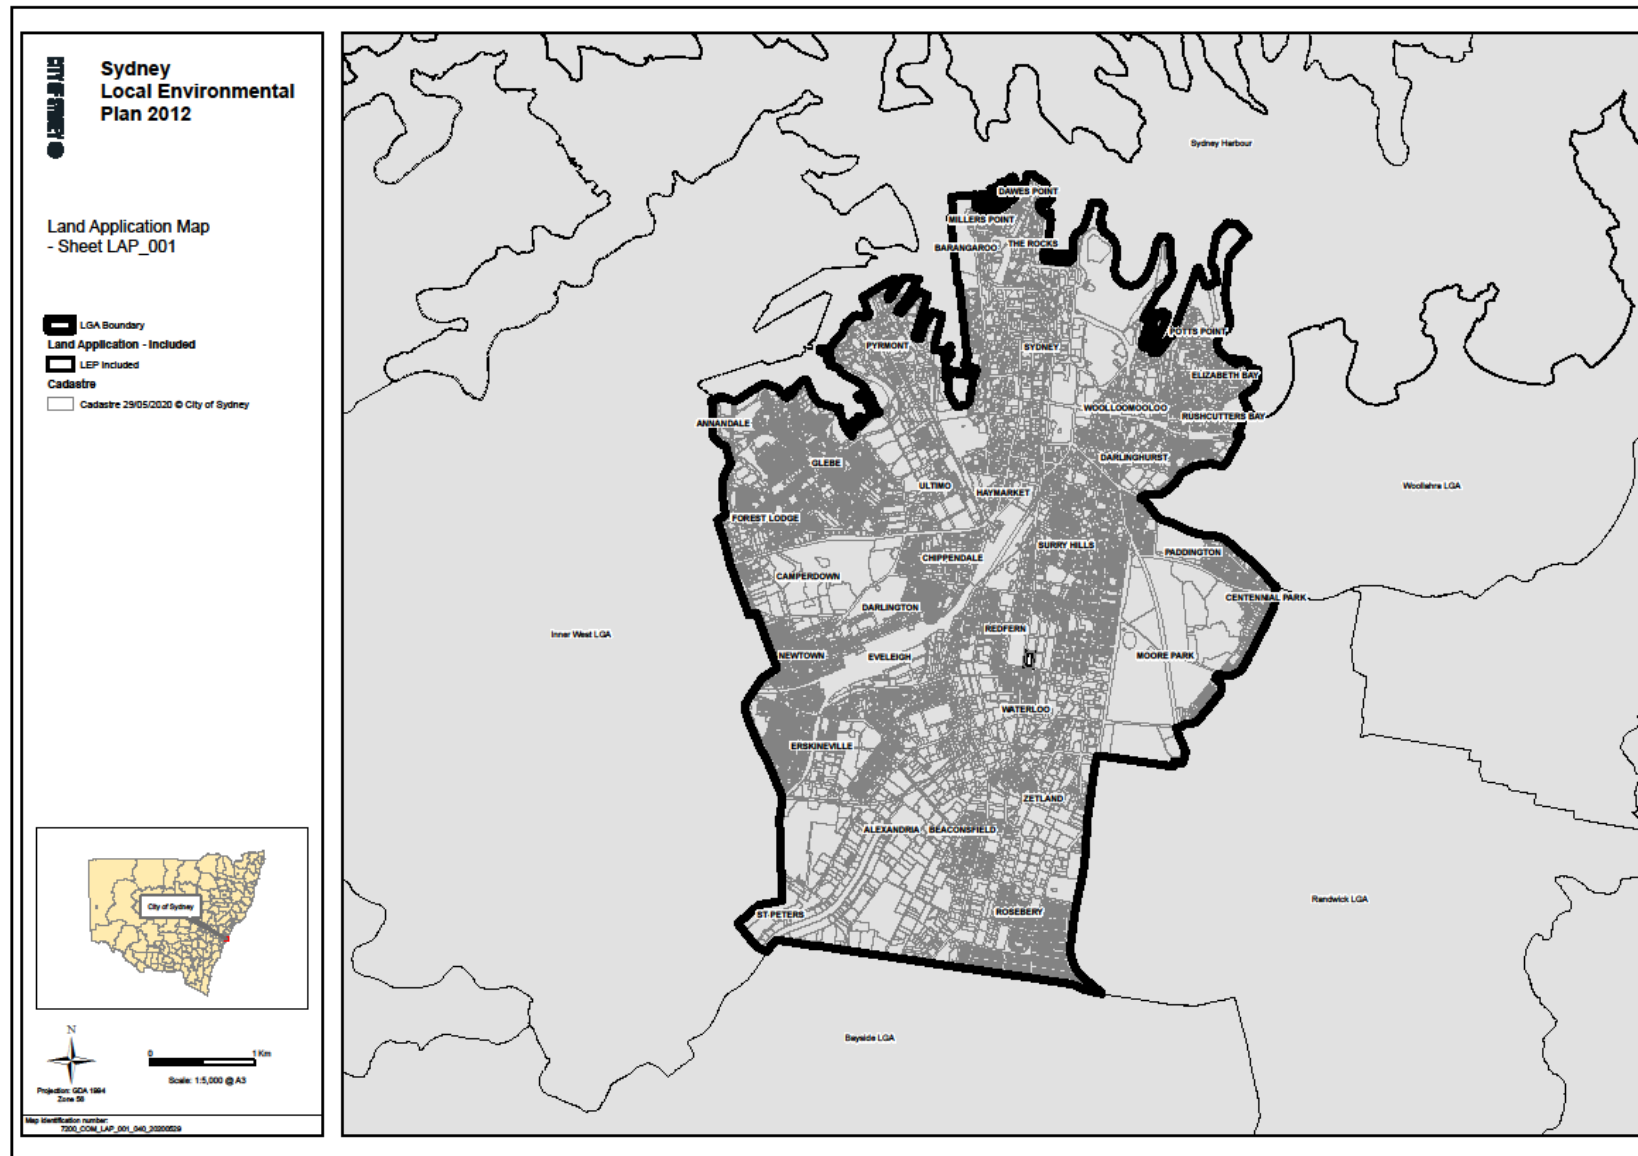 CITY OF SYDNEY
Sydney
Local Environmental
Plan 2012
Land Application Map
- Sheet LAP_001
LGA Boundary
Land Application - Included
LEP Included
Cadastre
Cadastre 29/05/2020 © City of Sydney
City of Sydney
N
0 1 Km
Scale: 1:5,000 @ A3
Projection: GDA 1994
Zone 56
Map identification number:
7200_COM_LAP_001_040_20200529
Sydney Harbour
DAWES POINT
MILLERS POINT
BARANGAROO
THE ROCKS
POTTS POINT
PYRMONT
SYDNEY
ELIZABETH BAY
WOOLLOOMOOLOO
RUSHCUTTERS BAY
ANNANDALE
DARLINGHURST
GLEBE
ULTIMO
HAYMARKET
Woollahra LGA
FOREST LODGE
SURRY HILLS
PADDINGTON
CHIPPENDALE
CAMPERDOWN
CENTENNIAL PARK
DARLINGTON
REDFERN
Inner West LGA
NEWTOWN
EVELEIGH
MOORE PARK
WATERLOO
ERSKINEVILLE
ZETLAND
ALEXANDRIA
BEACONSFIELD
Randwick LGA
ST PETERS
ROSEBERY
Bayside LGA